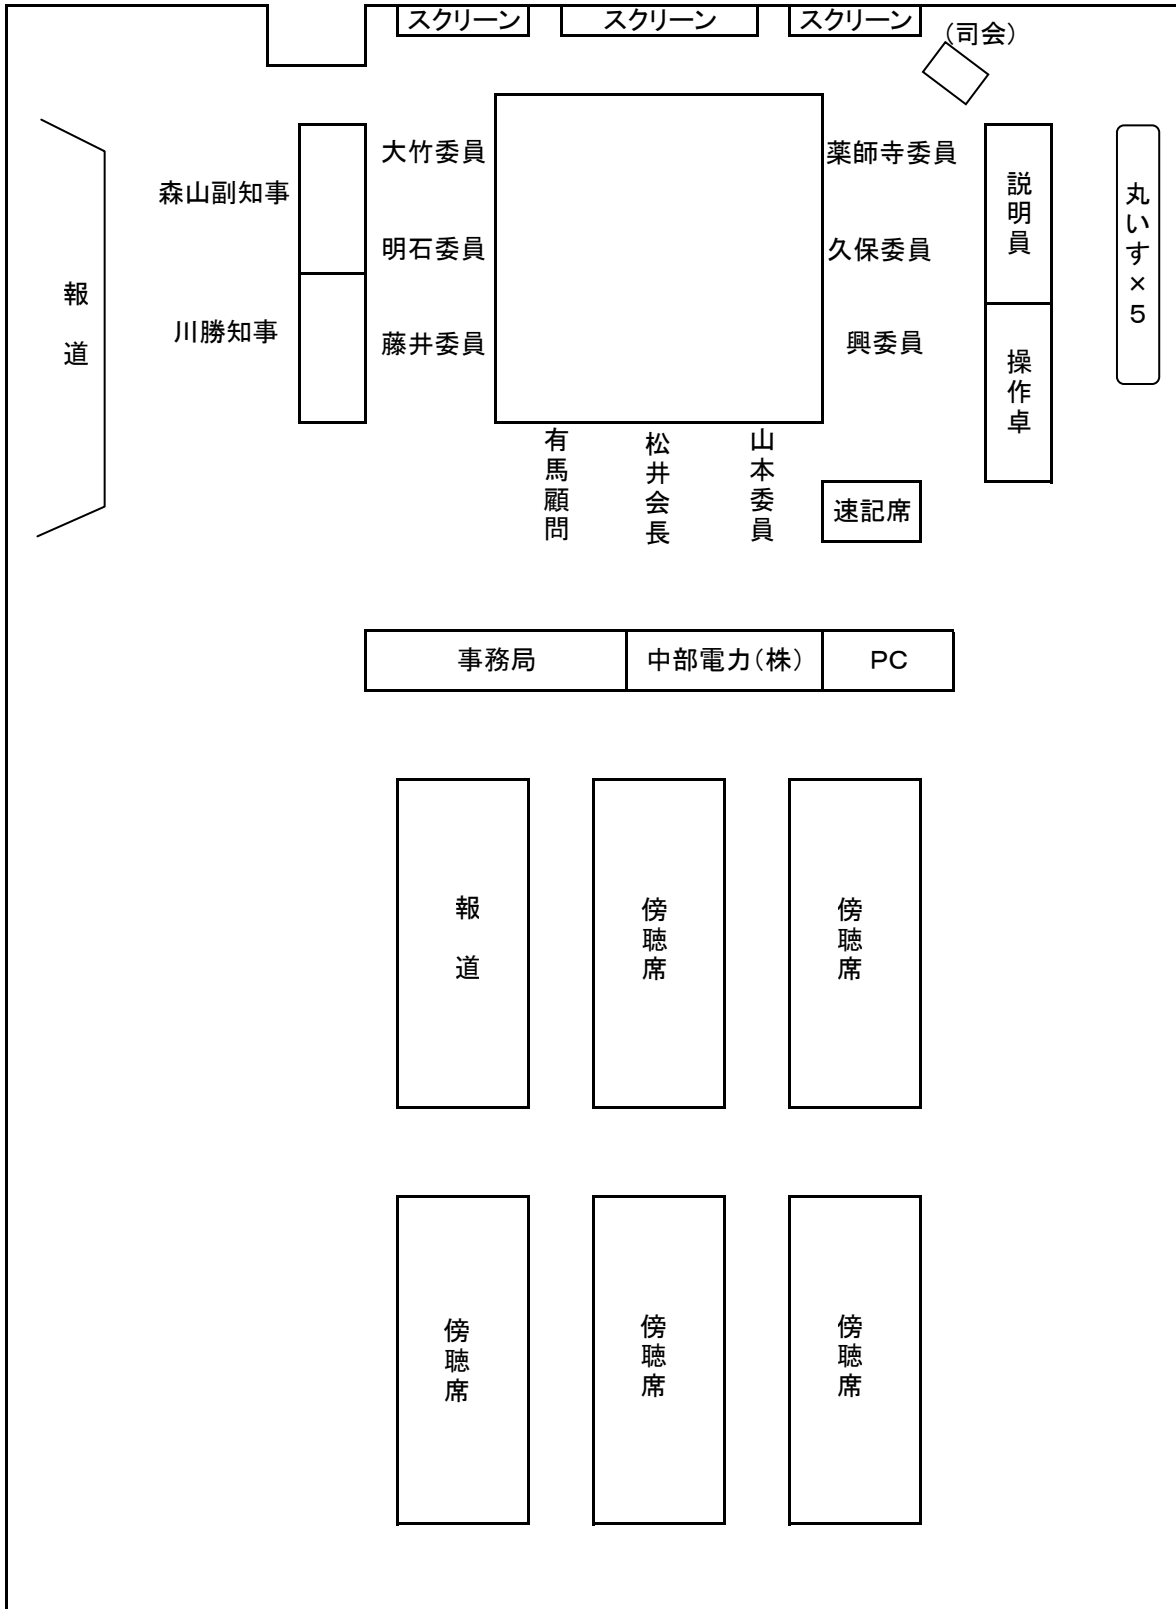 スクリーン
スクリーン
スクリーン
(司会)
大竹委員
薬師寺委員
森山副知事
説明員
丸いす×5
明石委員
久保委員
報道
川勝知事
藤井委員
興委員
操作卓
有馬顧問
松井会長
山本委員
速記席
事務局
中部電力(株)
PC
報道
傍聴席
傍聴席
傍聴席
傍聴席
傍聴席